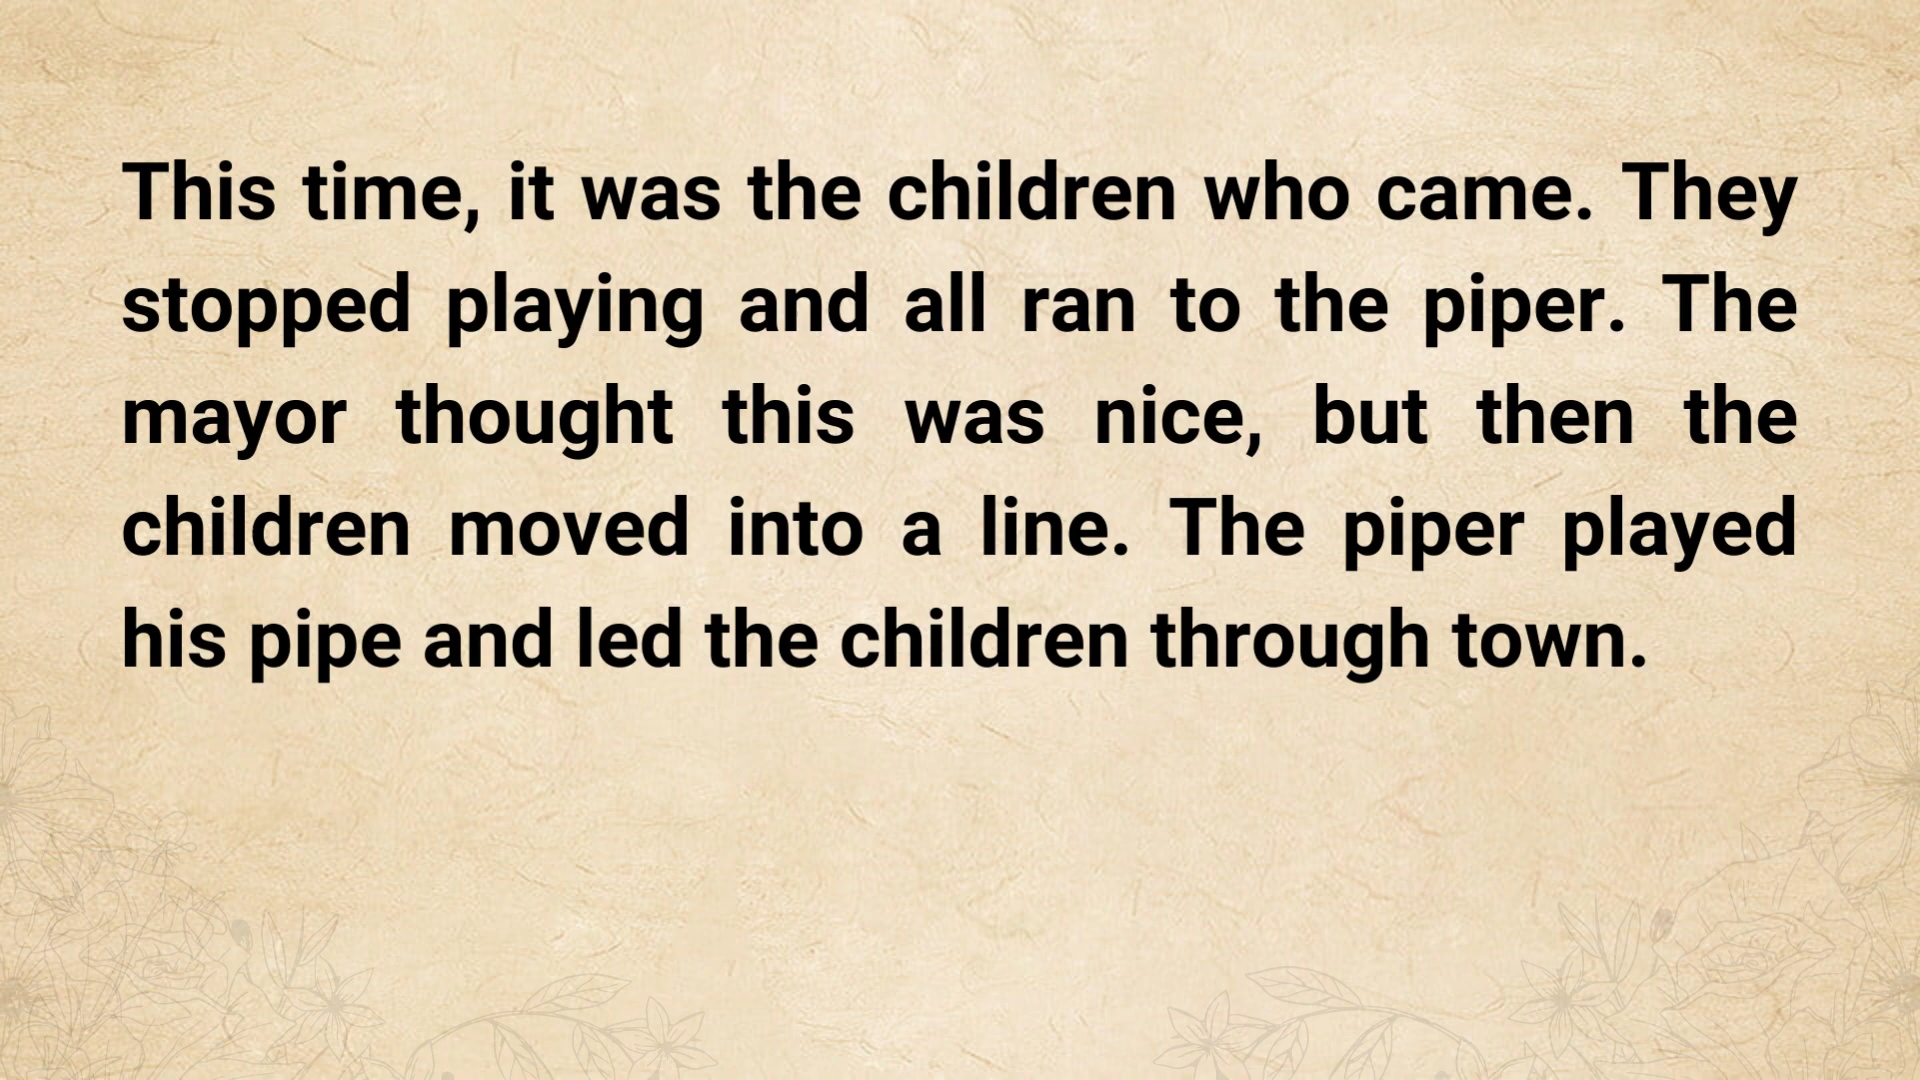 This time, it was the children who came. They
stopped playing and all ran to the piper. The
mayor thought this was nice, but then the
children moved into a line. The piper played
his pipe and led the children through town.